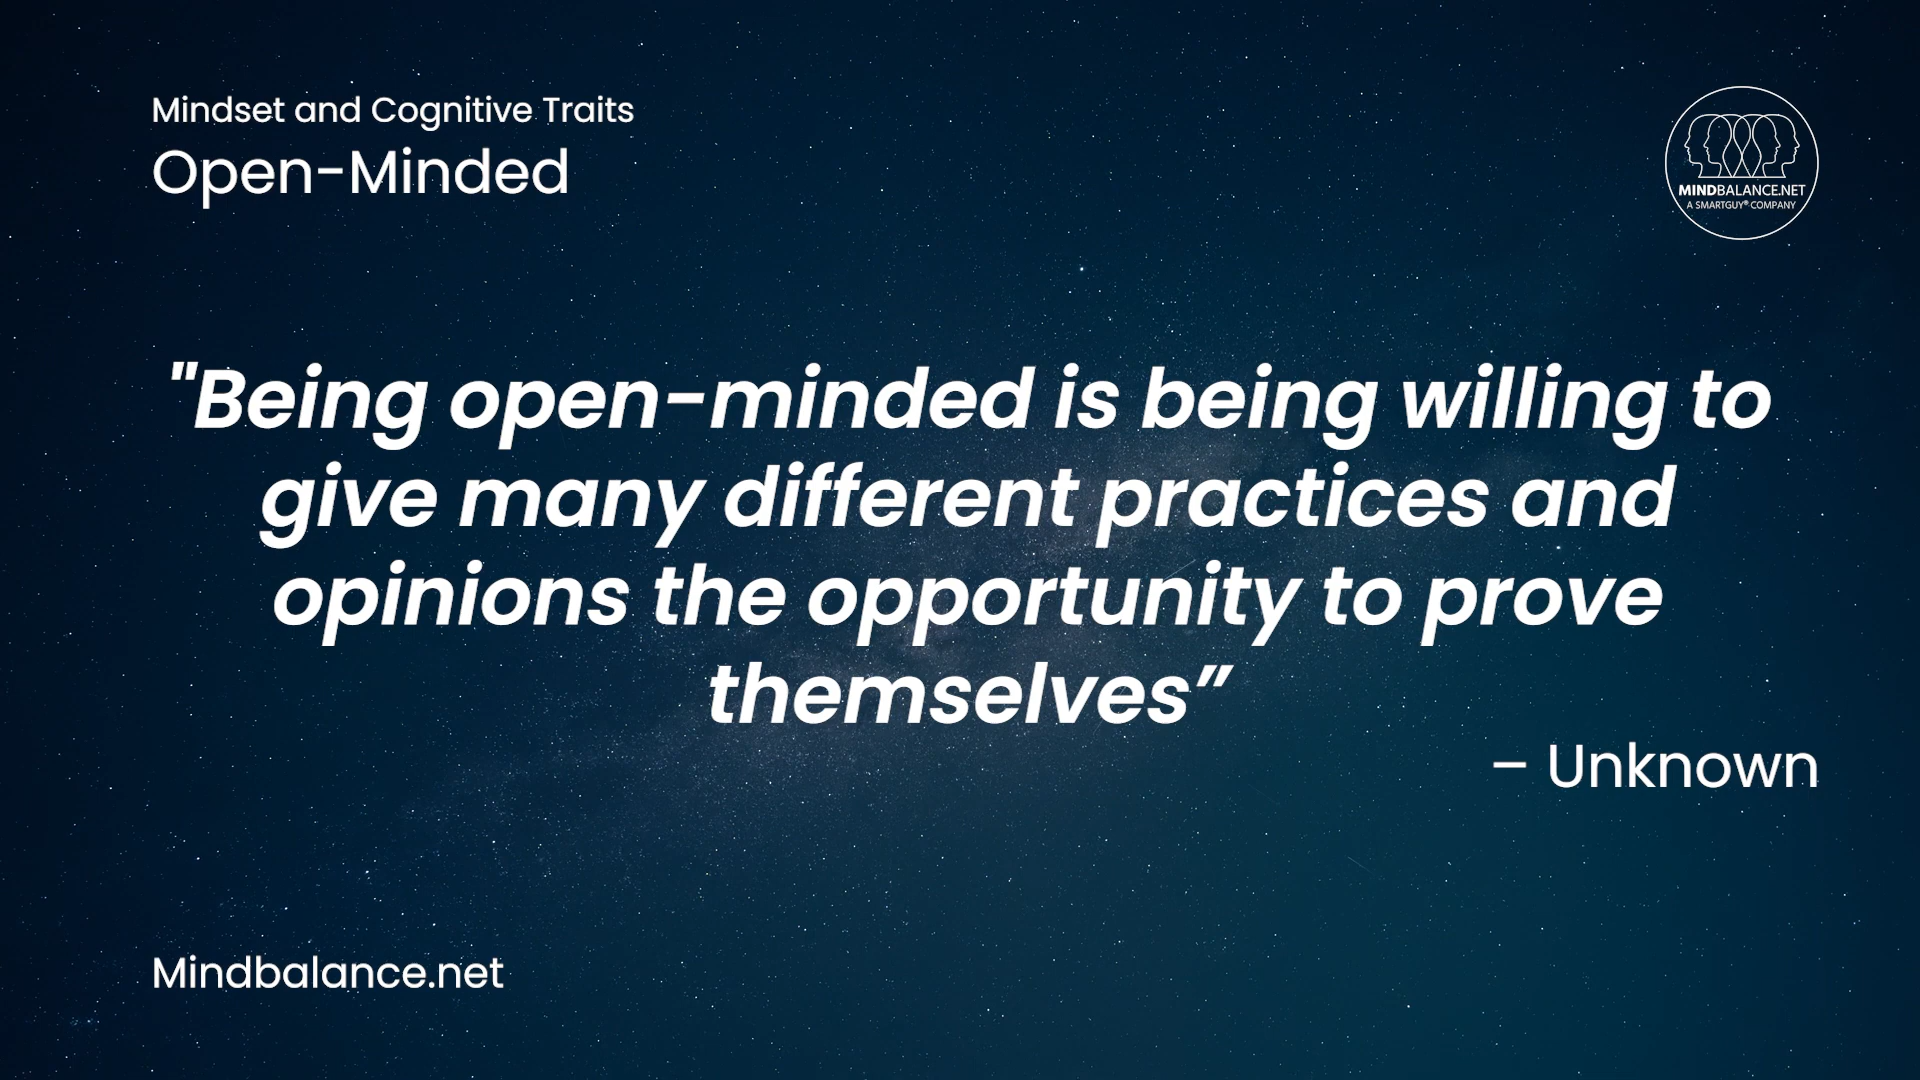 Mindset and Cognitive Traits
Open-Minded
MINDBALANCE.NET
A SMARTGUY® COMPANY
"Being open-minded is being willing to
give many different practices and
opinions the opportunity to prove
themselves”
– Unknown
Mindbalance.net